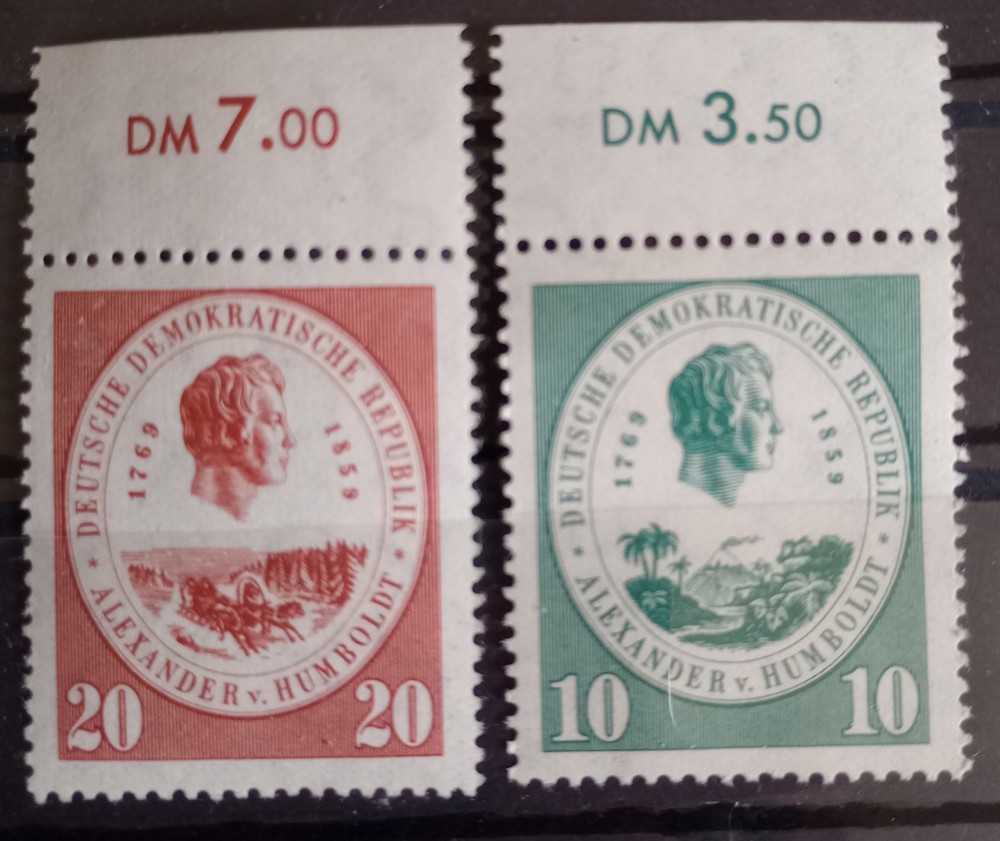 DM 7.00
DEUTSCHE DEMOKRATISCHE REPUBLIK
1769 1859
* ALEXANDER v. HUMBOLDT *
20 20
DM 3.50
DEUTSCHE DEMOKRATISCHE REPUBLIK
1769 1859
* ALEXANDER v. HUMBOLDT *
10 10